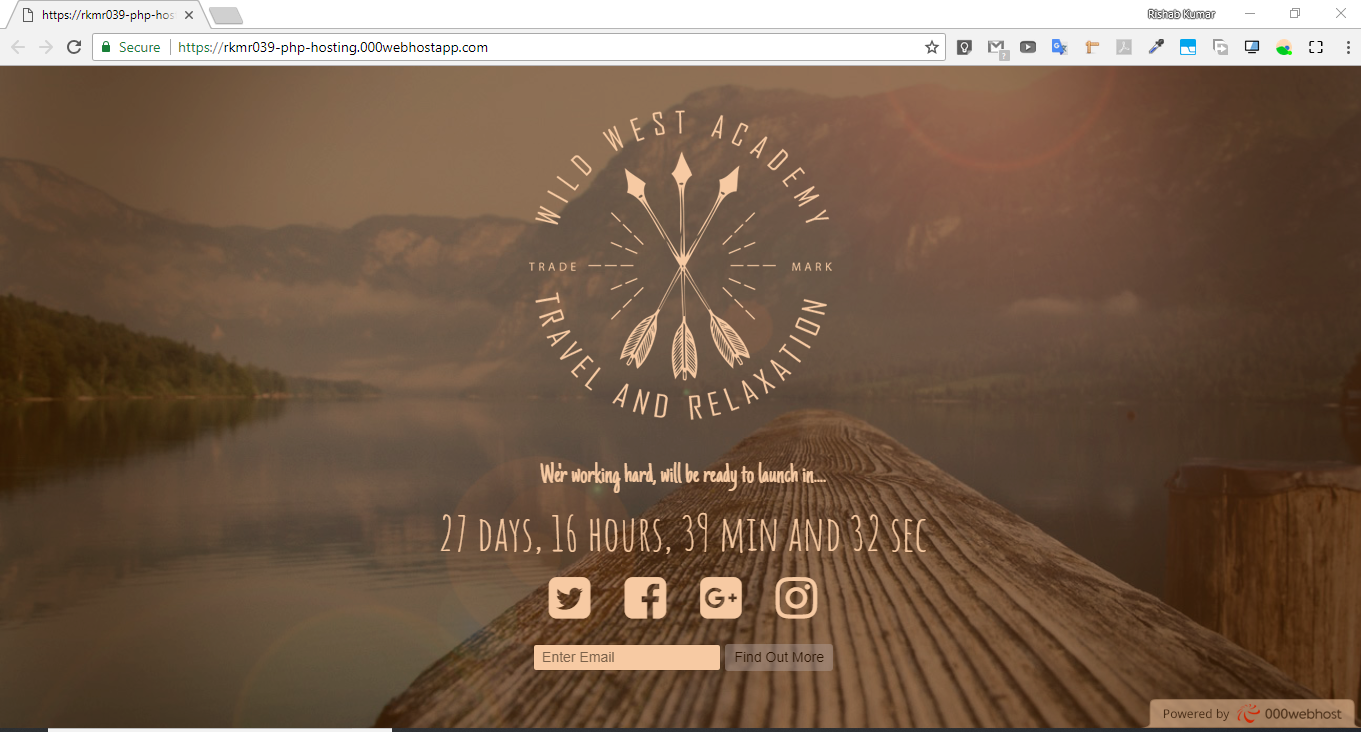 https://rkmr039-php-hos
Rishab Kumar
Secure
https://rkmr039-php-hosting.000webhostapp.com
WILD WEST ACADEMY
TRADE
MARK
TRAVEL AND RELAXATION
We'r working hard, will be ready to launch in....
27 DAYS, 16 HOURS, 39 MIN AND 32 SEC
G+
Enter Email
Find Out More
Powered by 000webhost